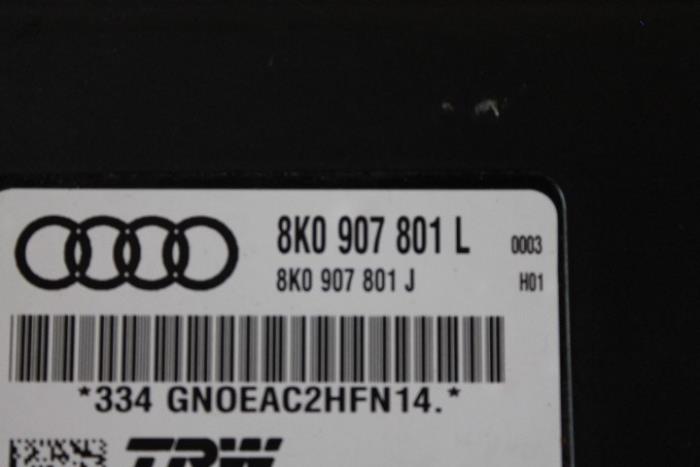 8K0 907 801 L 0003
8K0 907 801 J H01
*334 GNOEAC2HFN14.*
TRW